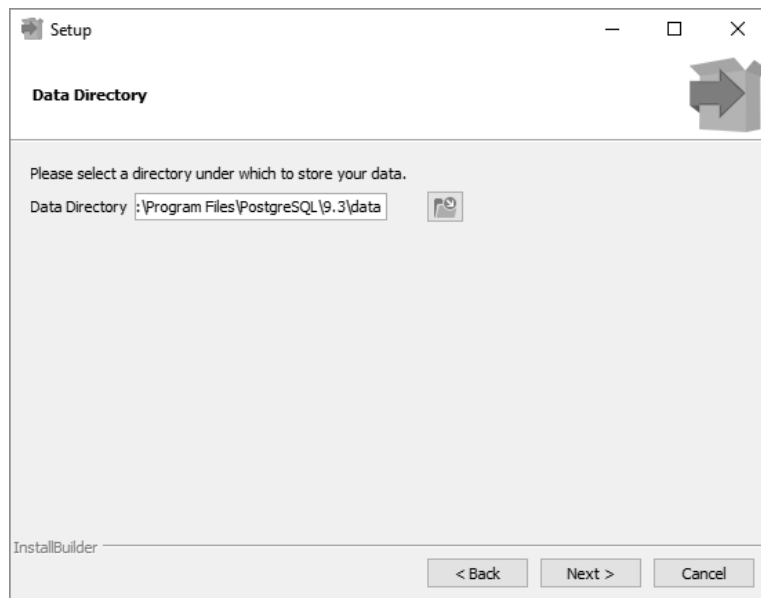 Setup
Data Directory
Please select a directory under which to store your data.
Data Directory :\Program Files\PostgreSQL\9.3\data
InstallBuilder
< Back Next > Cancel